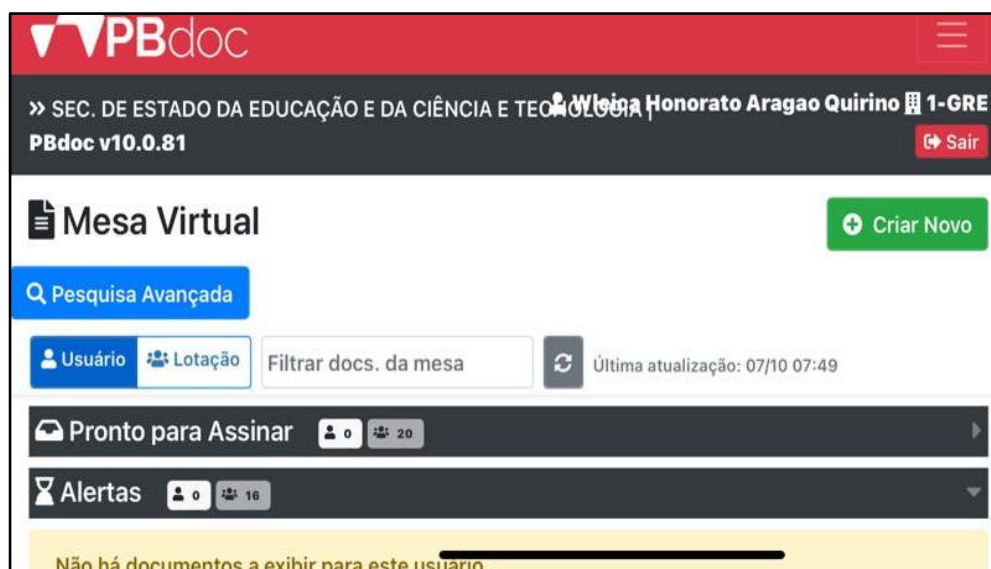 PBdoc
» SEC. DE ESTADO DA EDUCAÇÃO E DA CIÊNCIA E TECNOLOGIA | Wleica Honorato Aragao Quirino 1-GRE
PBdoc v10.0.81
Sair
Mesa Virtual
Criar Novo
Pesquisa Avançada
Usuário Lotação Filtrar docs. da mesa Última atualização: 07/10 07:49
Pronto para Assinar 0 20
Alertas 0 16
Não há documentos a exibir para este usuário